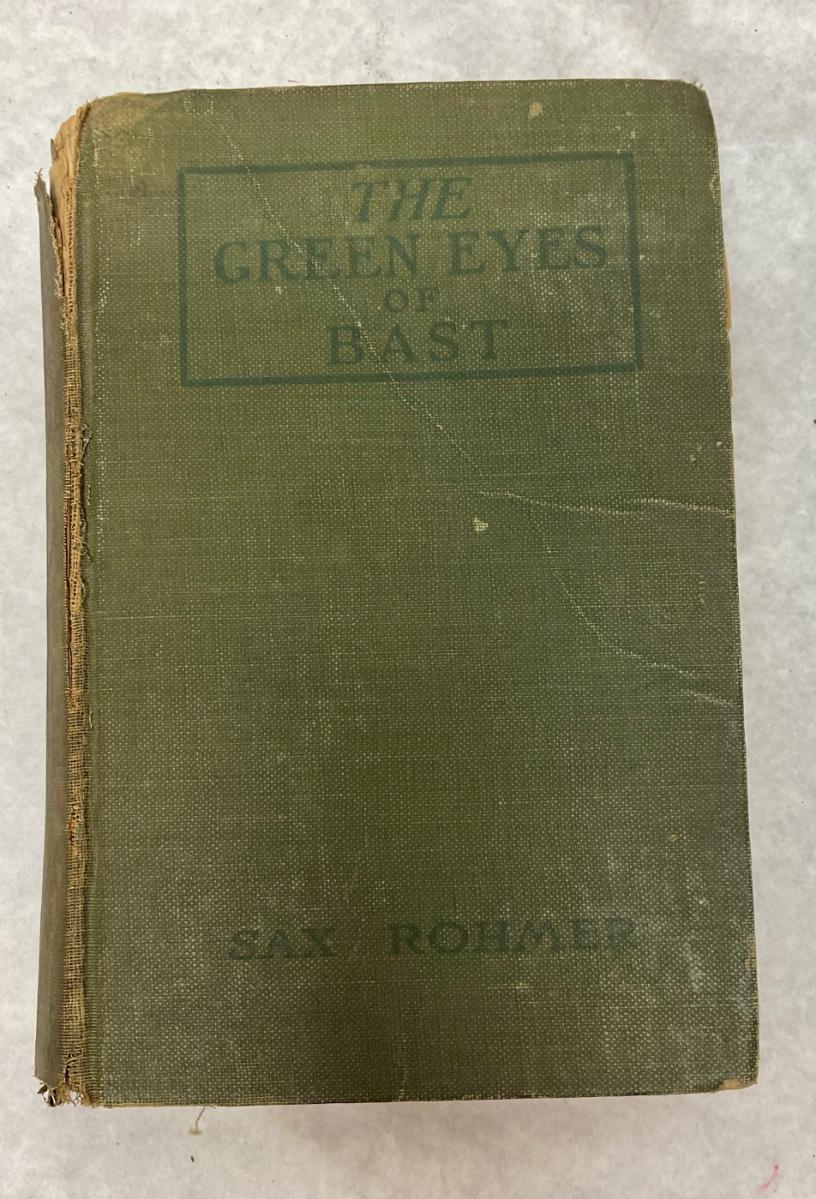 THE
GREEN EYES
OF
BAST
SAX ROHMER